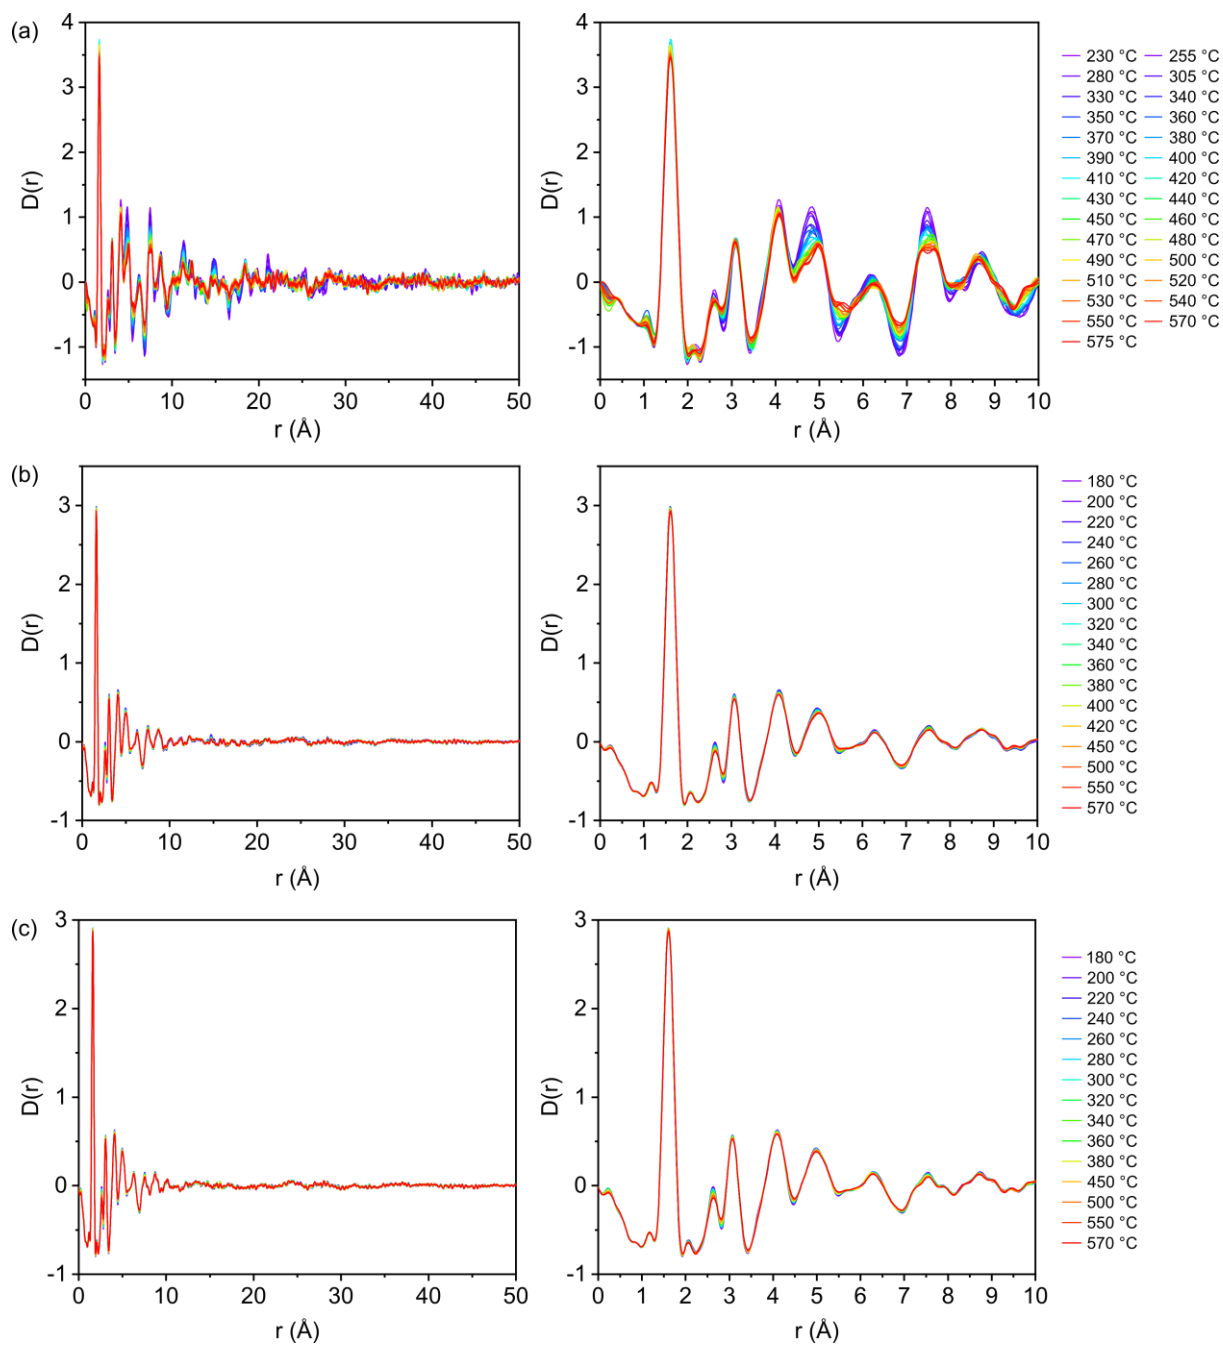 (a)
4
3
2
1
0
-1
D(r)
0 10 20 30 40 50
r (Å)
4
3
2
1
0
-1
D(r)
0 1 2 3 4 5 6 7 8 9 10
r (Å)
230 °C 255 °C
280 °C 305 °C
330 °C 340 °C
350 °C 360 °C
370 °C 380 °C
390 °C 400 °C
410 °C 420 °C
430 °C 440 °C
450 °C 460 °C
470 °C 480 °C
490 °C 500 °C
510 °C 520 °C
530 °C 540 °C
550 °C 570 °C
575 °C
(b)
3
2
1
0
-1
D(r)
0 10 20 30 40 50
r (Å)
3
2
1
0
-1
D(r)
0 1 2 3 4 5 6 7 8 9 10
r (Å)
180 °C
200 °C
220 °C
240 °C
260 °C
280 °C
300 °C
320 °C
340 °C
360 °C
380 °C
400 °C
420 °C
450 °C
500 °C
550 °C
570 °C
(c)
3
2
1
0
-1
D(r)
0 10 20 30 40 50
r (Å)
3
2
1
0
-1
D(r)
0 1 2 3 4 5 6 7 8 9 10
r (Å)
180 °C
200 °C
220 °C
240 °C
260 °C
280 °C
300 °C
320 °C
340 °C
360 °C
380 °C
450 °C
500 °C
550 °C
570 °C